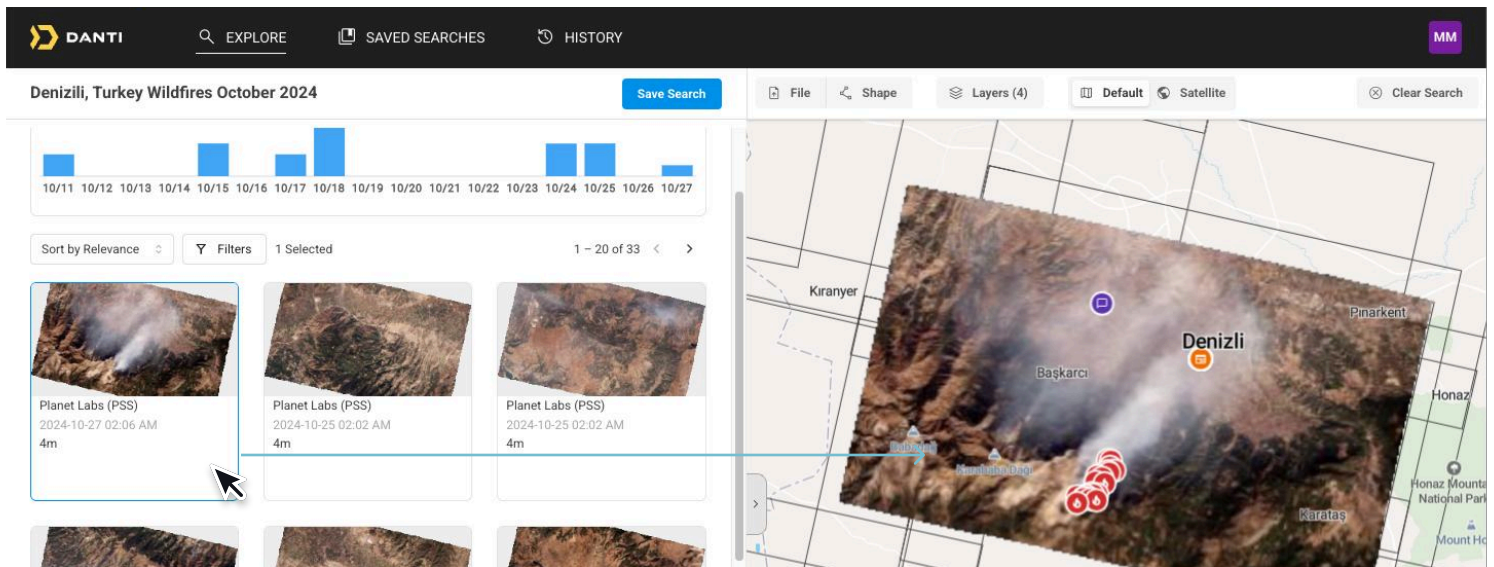 DANTI
EXPLORE
SAVED SEARCHES
HISTORY
MM
Denizili, Turkey Wildfires October 2024
Save Search
File
Shape
Layers (4)
Default
Satellite
Clear Search
10/11 10/12 10/13 10/14 10/15 10/16 10/17 10/18 10/19 10/20 10/21 10/22 10/23 10/24 10/25 10/26 10/27
Sort by Relevance
Filters
1 Selected
1 – 20 of 33
Planet Labs (PSS)
2024-10-27 02:06 AM
4m
Planet Labs (PSS)
2024-10-25 02:02 AM
4m
Planet Labs (PSS)
2024-10-25 02:02 AM
4m
Kıranyer
Pınarkent
Denizli
Başkarcı
Honaz
Babadağ
Karababa Dağı
Karataş
Honaz Mounta
National Park
Mount Ho